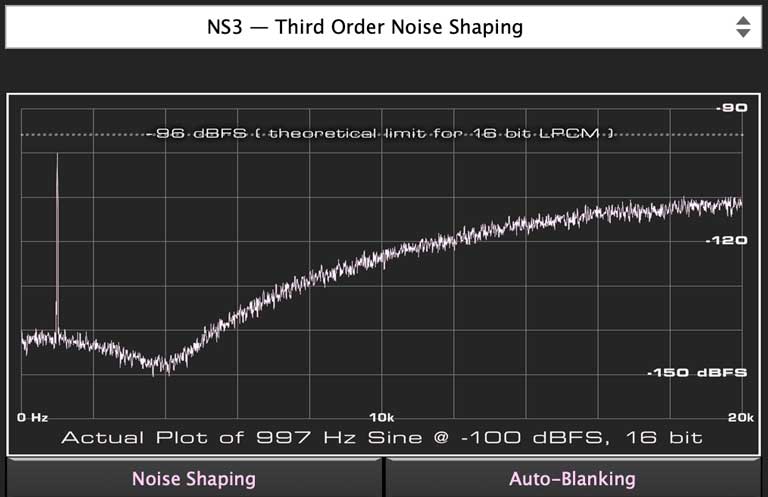 NS3 — Third Order Noise Shaping
-90
-96 dBFS ( theoretical limit for 16 bit LPCM )
-120
-150 dBFS
0 Hz 10k 20k
Actual Plot of 997 Hz Sine @ -100 dBFS, 16 bit
Noise Shaping Auto-Blanking